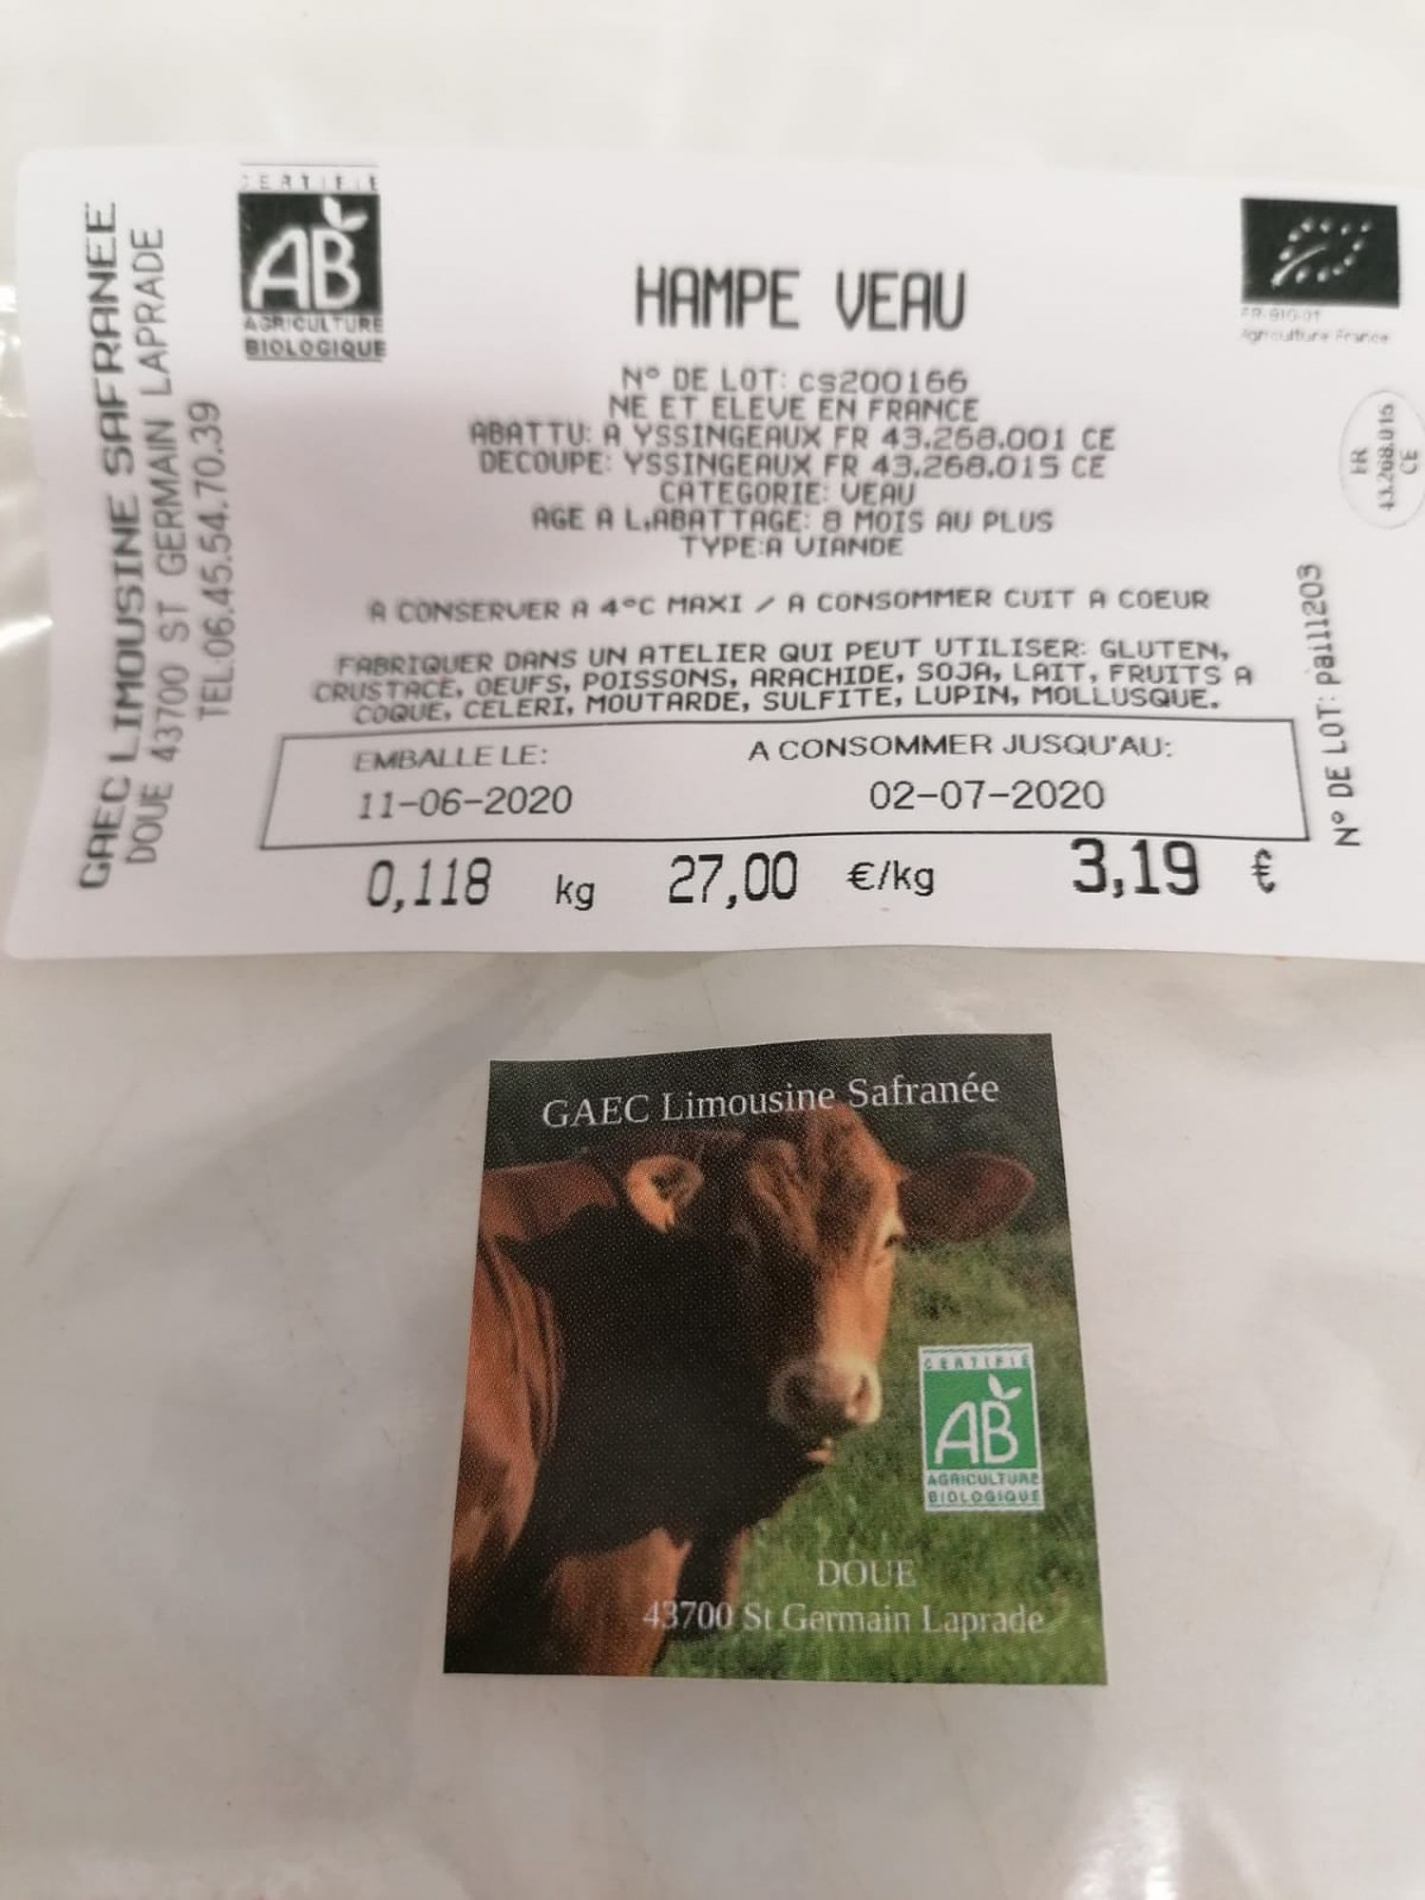 GAEC LIMOUSINE SAFRANEE
DOUE 43700 ST GERMAIN LAPRADE
TEL:06.45.54.70.39
CERTIFIE
AB
AGRICULTURE
BIOLOGIQUE
HAMPE VEAU
FR-BIO-01
Agriculture France
N° DE LOT: cs200166
NE ET ELEVE EN FRANCE
ABATTU: A YSSINGEAUX FR 43.268.001 CE
DECOUPE: YSSINGEAUX FR 43.268.015 CE
CATEGORIE: VEAU
AGE A L,ABATTAGE: 8 MOIS AU PLUS
TYPE:A VIANDE
FR
43.268.015
CE
A CONSERVER A 4°C MAXI / A CONSOMMER CUIT A COEUR
FABRIQUER DANS UN ATELIER QUI PEUT UTILISER: GLUTEN,
CRUSTACE, OEUFS, POISSONS, ARACHIDE, SOJA, LAIT, FRUITS A
COQUE, CELERI, MOUTARDE, SULFITE, LUPIN, MOLLUSQUE.
N° DE LOT: pa111203
EMBALLE LE: A CONSOMMER JUSQU'AU:
11-06-2020 02-07-2020
0,118 kg 27,00 €/kg 3,19 €
GAEC Limousine Safranée
CERTIFIÉ
AB
AGRICULTURE
BIOLOGIQUE
DOUE
43700 St Germain Laprade